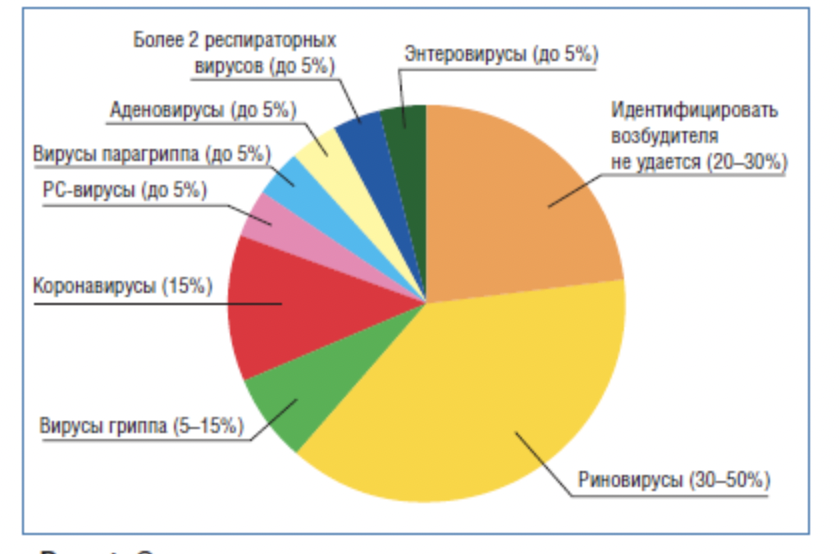 Более 2 респираторных
вирусов (до 5%)
Энтеровирусы (до 5%)
Аденовирусы (до 5%)
Идентифицировать
возбудителя
не удается (20–30%)
Вирусы парагриппа (до 5%)
РС-вирусы (до 5%)
Коронавирусы (15%)
Вирусы гриппа (5–15%)
Риновирусы (30–50%)